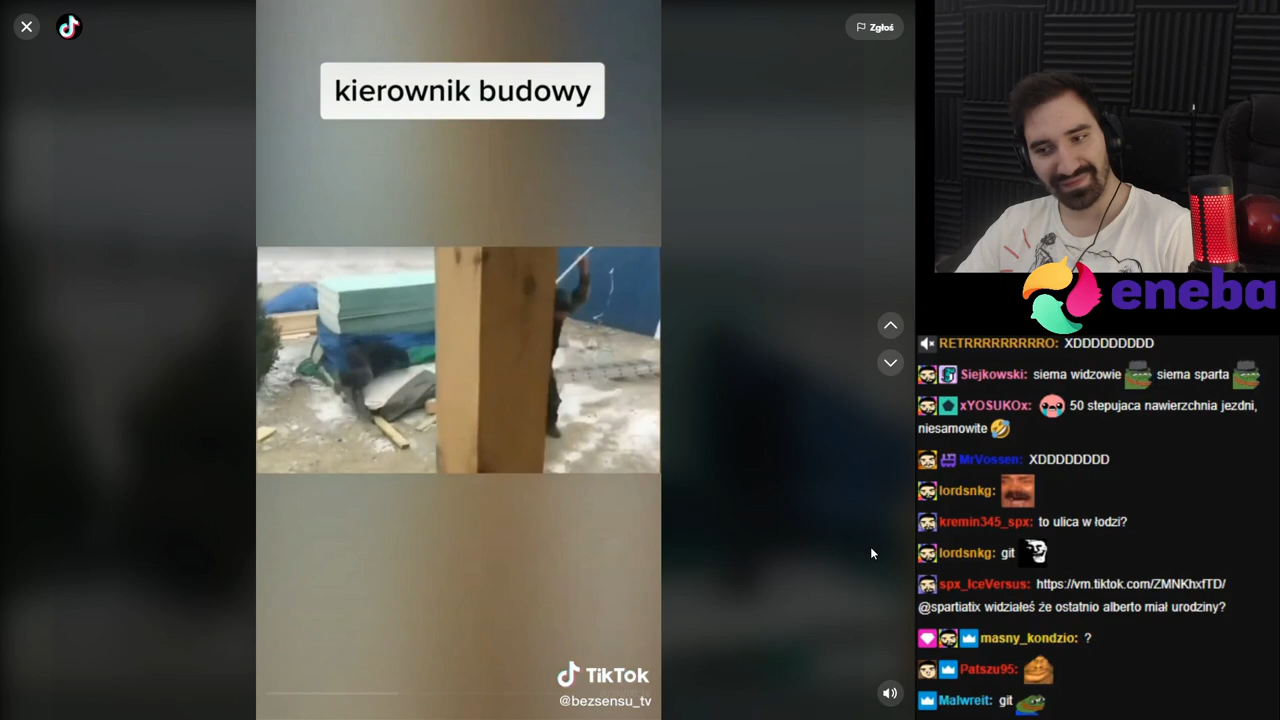 Zgłoś
kierownik budowy
TikTok
@bezsensu_tv
eneba
RETRRRRRRRRRO: XDDDDDDDDD
Siejkowski: siema widzowie siema sparta
xYOSUKOx: 50 stepujaca nawierzchnia jezdni,
niesamowite
MrVossen: XDDDDDDDD
lordsnkg:
kremin345_spx: to ulica w łodzi?
lordsnkg: git
spx_IceVersus: https://vm.tiktok.com/ZMNKhxfTD/
@spartiatix widziałeś że ostatnio alberto miał urodziny?
masny_kondzio: ?
Patszu95:
Malwreit: git